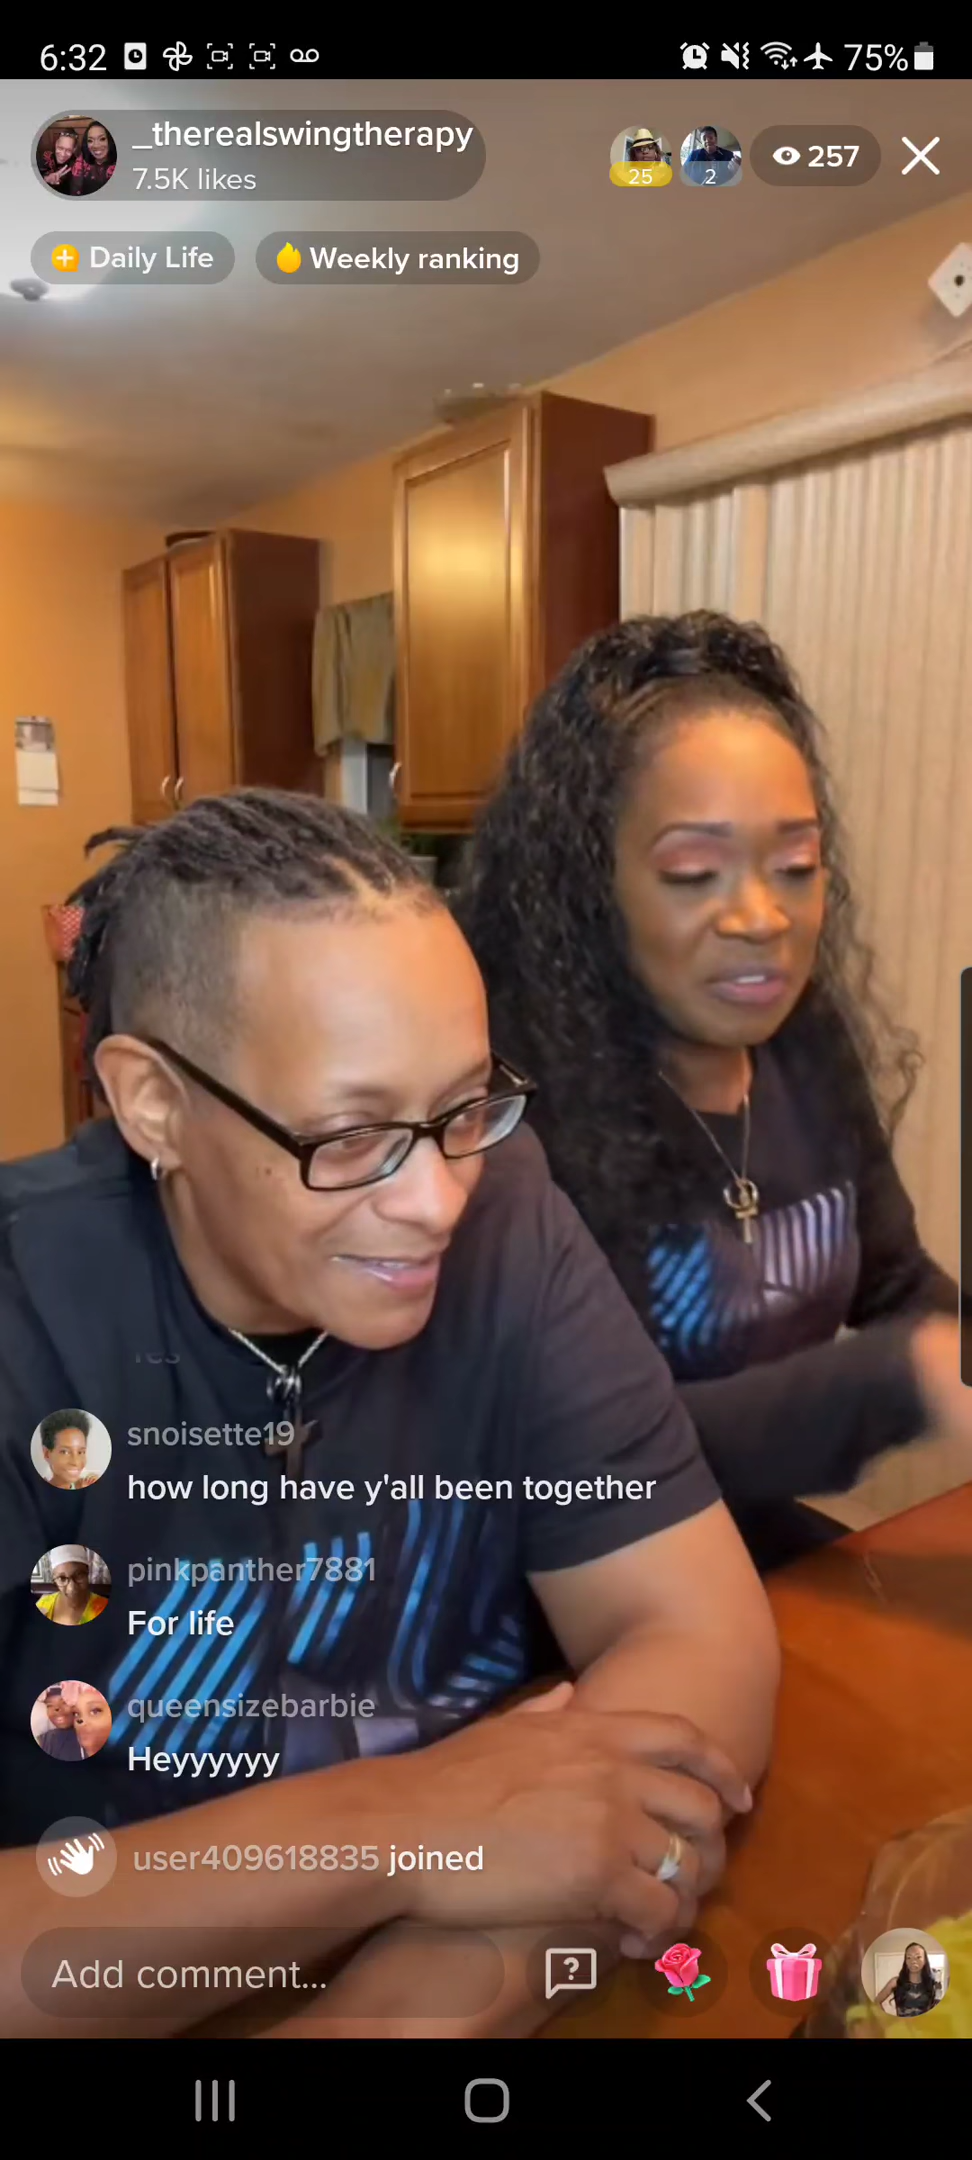 6:32
75%
_therealswingtherapy
7.5K likes
25
2
257
Daily Life
Weekly ranking
snoisette19
how long have y'all been together
pinkpanther7881
For life
queensizebarbie
Heyyyyyy
user409618835 joined
Add comment...